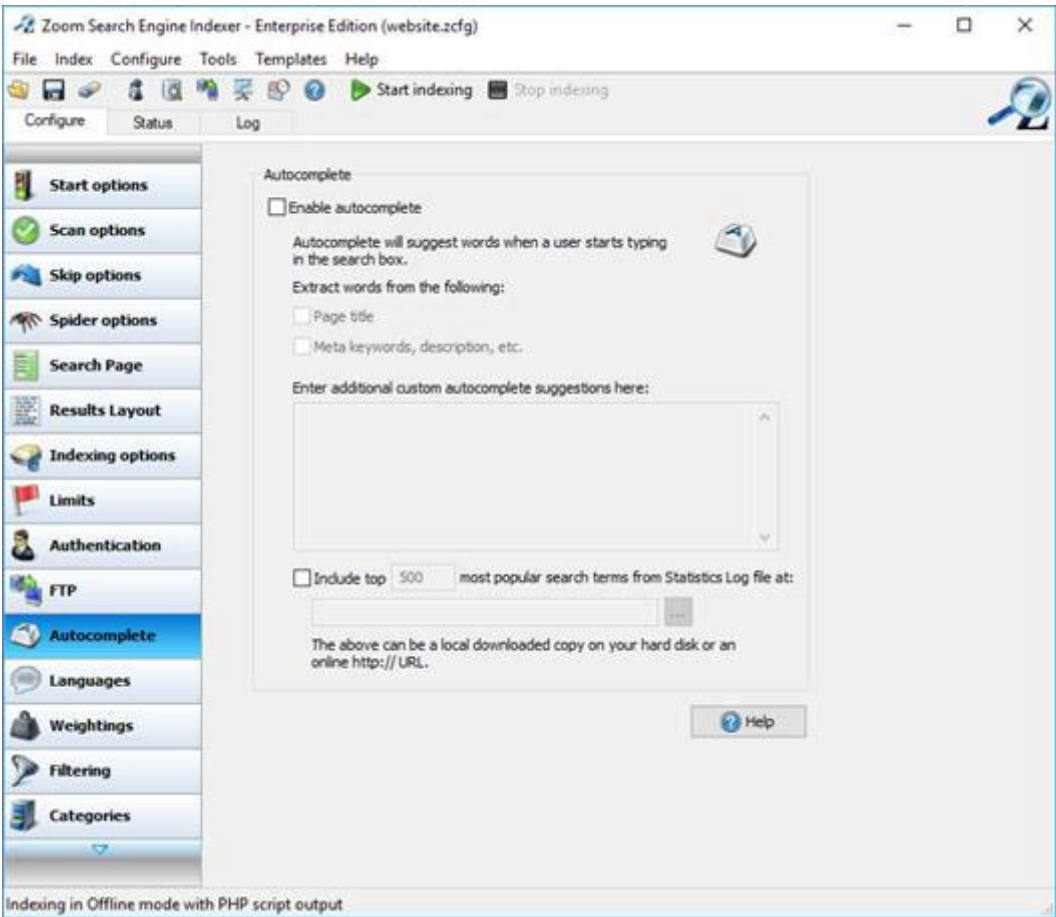 Zoom Search Engine Indexer - Enterprise Edition (website.zcfg)
File Index Configure Tools Templates Help
Start indexing Stop indexing
Configure Status Log
Start options
Scan options
Skip options
Spider options
Search Page
Results Layout
Indexing options
Limits
Authentication
FTP
Autocomplete
Languages
Weightings
Filtering
Categories
Autocomplete
Enable autocomplete
Autocomplete will suggest words when a user starts typing
in the search box.
Extract words from the following:
Page title
Meta keywords, description, etc.
Enter additional custom autocomplete suggestions here:
Include top 500 most popular search terms from Statistics Log file at:
...
The above can be a local downloaded copy on your hard disk or an
online http:// URL.
Help
Indexing in Offline mode with PHP script output